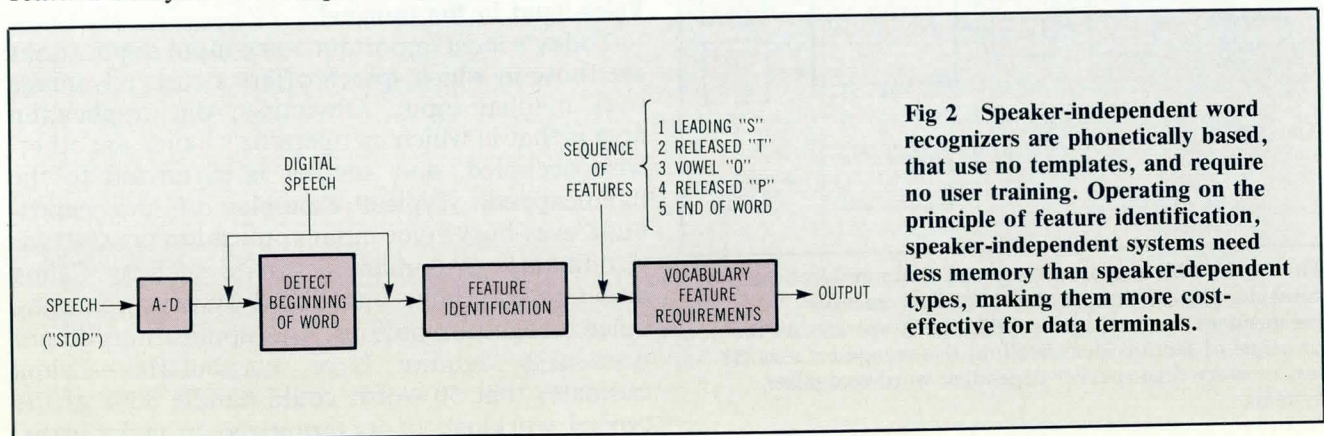 DIGITAL
SPEECH
SPEECH
("STOP")
A-D
DETECT
BEGINNING
OF WORD
FEATURE
IDENTIFICATION
SEQUENCE
OF
FEATURES
1 LEADING "S"
2 RELEASED "T"
3 VOWEL "O"
4 RELEASED "P"
5 END OF WORD
VOCABULARY
FEATURE
REQUIREMENTS
OUTPUT
Fig 2 Speaker-independent word
recognizers are phonetically based,
that use no templates, and require
no user training. Operating on the
principle of feature identification,
speaker-independent systems need
less memory than speaker-dependent
types, making them more cost-
effective for data terminals.